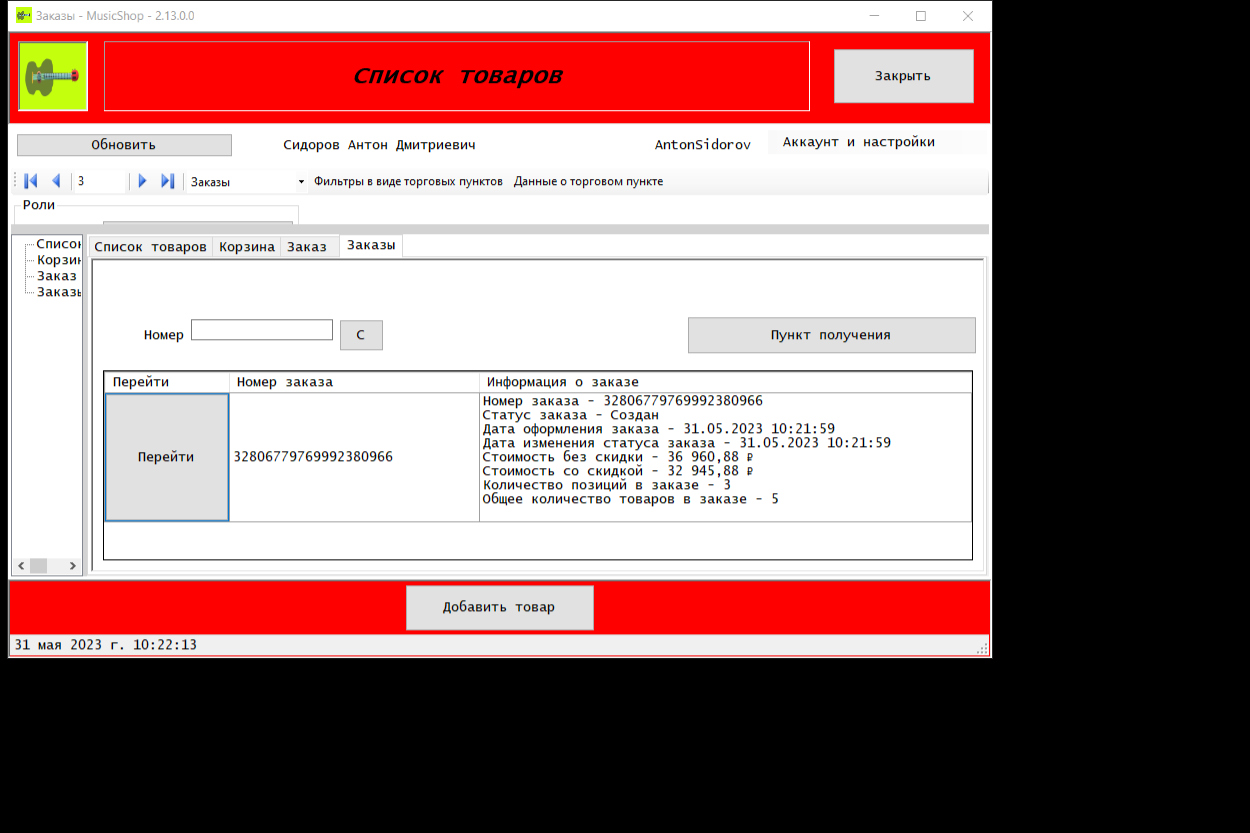 Заказы - MusicShop - 2.13.0.0
Список товаров
Закрыть
Обновить
Сидоров Антон Дмитриевич
AntonSidorov
Аккаунт и настройки
3
Заказы
Фильтры в виде торговых пунктов
Данные о торговом пункте
Роли
Список
Корзин
Заказ
Заказы
Список товаров
Корзина
Заказ
Заказы
Номер
С
Пункт получения
Перейти
Номер заказа
Информация о заказе
Перейти
32806779769992380966
Номер заказа - 32806779769992380966
Статус заказа - Создан
Дата оформления заказа - 31.05.2023 10:21:59
Дата изменения статуса заказа - 31.05.2023 10:21:59
Стоимость без скидки - 36 960,88 ₽
Стоимость со скидкой - 32 945,88 ₽
Количество позиций в заказе - 3
Общее количество товаров в заказе - 5
Добавить товар
31 мая 2023 г. 10:22:13